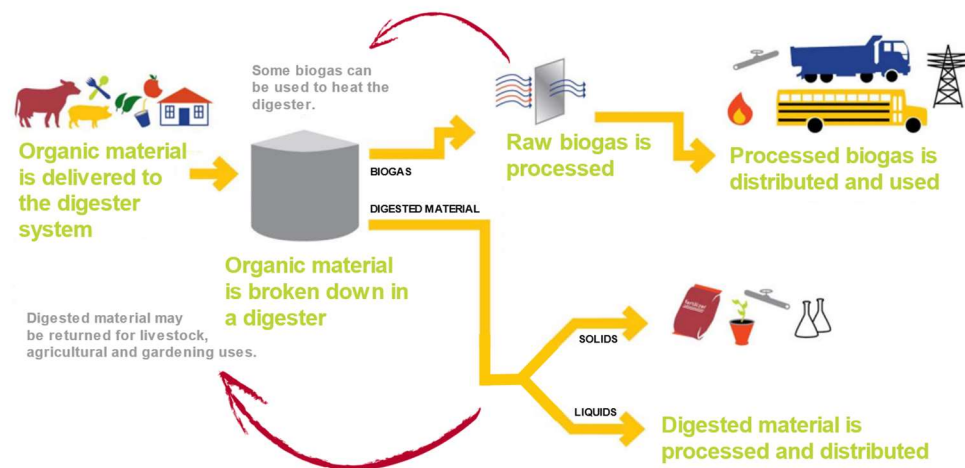 Some biogas can
be used to heat the
digester.
Organic material
is delivered to
the digester
system
BIOGAS
Raw biogas is
processed
Processed biogas is
distributed and used
DIGESTED MATERIAL
Organic material
is broken down in
a digester
Digested material may
be returned for livestock,
agricultural and gardening uses.
fertilizer
SOLIDS
LIQUIDS
Digested material is
processed and distributed